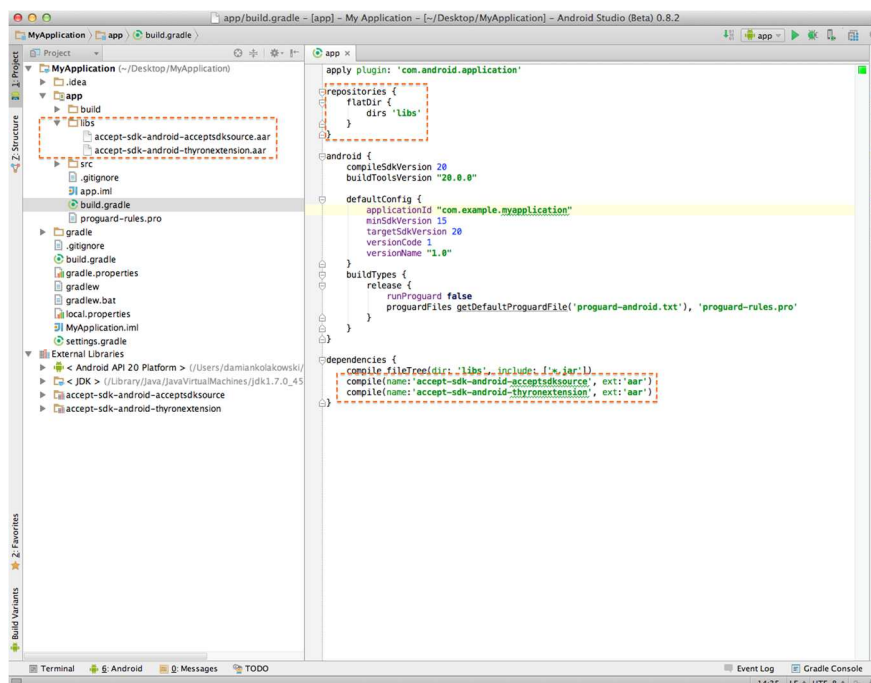 app/build.gradle - [app] - My Application - [~/Desktop/MyApplication] - Android Studio (Beta) 0.8.2
MyApplication app build.gradle
app
Project
app ×
1: Project
Z: Structure
2: Favorites
Build Variants
MyApplication (~/Desktop/MyApplication)
.idea
app
build
libs
accept-sdk-android-acceptsdksource.aar
accept-sdk-android-thyronextension.aar
src
.gitignore
app.iml
build.gradle
proguard-rules.pro
gradle
.gitignore
build.gradle
gradle.properties
gradlew
gradlew.bat
local.properties
MyApplication.iml
settings.gradle
External Libraries
< Android API 20 Platform > (/Users/damiankolakowski/
< JDK > (/Library/Java/JavaVirtualMachines/jdk1.7.0_45
accept-sdk-android-acceptsdksource
accept-sdk-android-thyronextension
apply plugin: 'com.android.application'
repositories {
flatDir {
dirs 'libs'
}
}
android {
compileSdkVersion 20
buildToolsVersion "20.0.0"
defaultConfig {
applicationId "com.example.myapplication"
minSdkVersion 15
targetSdkVersion 20
versionCode 1
versionName "1.0"
}
buildTypes {
release {
runProguard false
proguardFiles getDefaultProguardFile('proguard-android.txt'), 'proguard-rules.pro'
}
}
}
dependencies {
compile fileTree(dir: 'libs', include: ['*.jar'])
compile(name:'accept-sdk-android-acceptsdksource', ext:'aar')
compile(name:'accept-sdk-android-thyronextension', ext:'aar')
}
Terminal 6: Android 0: Messages TODO Event Log Gradle Console